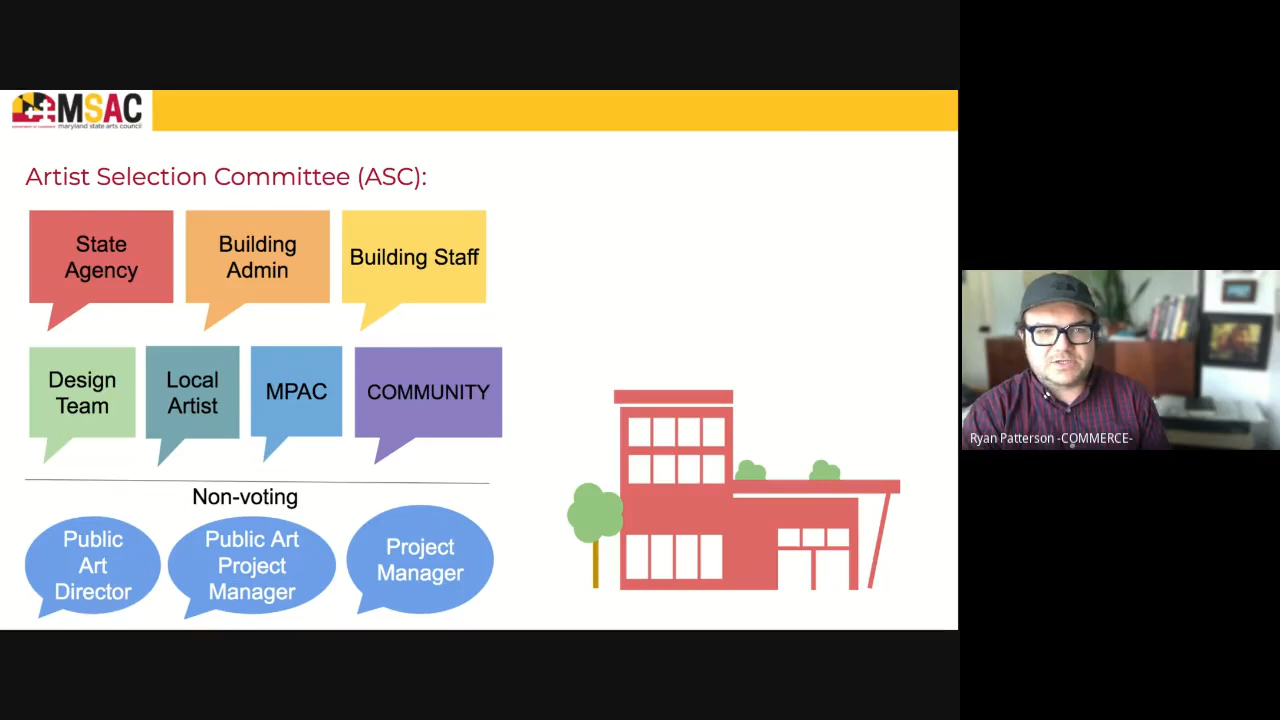 MSAC
maryland state arts council
Artist Selection Committee (ASC):
State
Agency
Building
Admin
Building Staff
Design
Team
Local
Artist
MPAC
COMMUNITY
Non-voting
Public
Art
Director
Public Art
Project
Manager
Project
Manager
Ryan Patterson -COMMERCE-